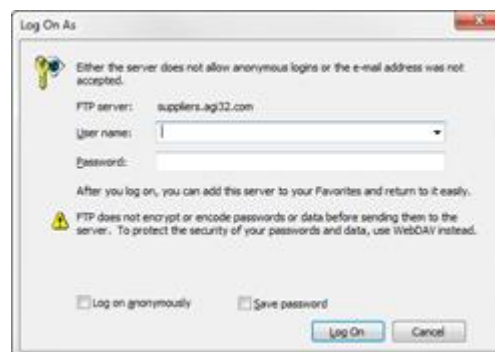 Log On As
Either the server does not allow anonymous logins or the e-mail address was not
accepted.
FTP server: suppliers.agi32.com
User name:
Password:
After you log on, you can add this server to your Favorites and return to it easily.
FTP does not encrypt or encode passwords or data before sending them to the
server. To protect the security of your passwords and data, use WebDAV instead.
Log on anonymously Save password
Log On Cancel